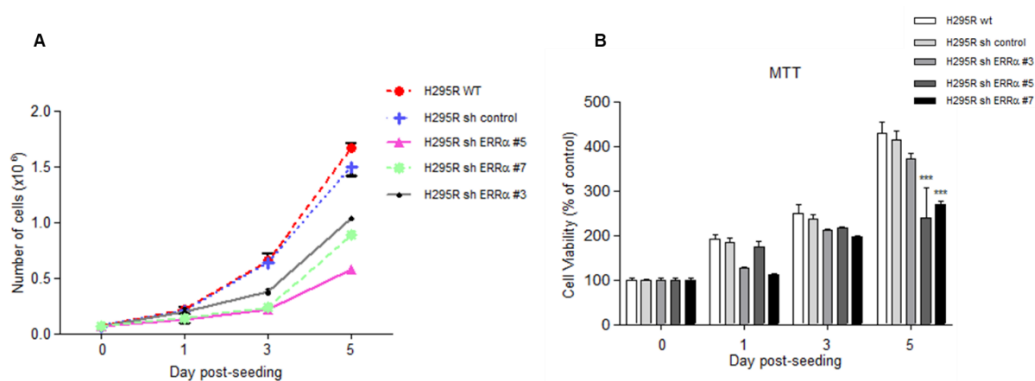 A
H295R WT
H295R sh control
H295R sh ERRα #5
H295R sh ERRα #7
H295R sh ERRα #3
2.0
1.5
1.0
0.5
0.0
Number of cells (x10⁶)
0 1 3 5
Day post-seeding
B
H295R wt
H295R sh control
H295R sh ERRα #3
H295R sh ERRα #5
H295R sh ERRα #7
MTT
500
400
300
200
100
0
Cell Viability (% of control)
*** ***
0 1 3 5
Day post-seeding